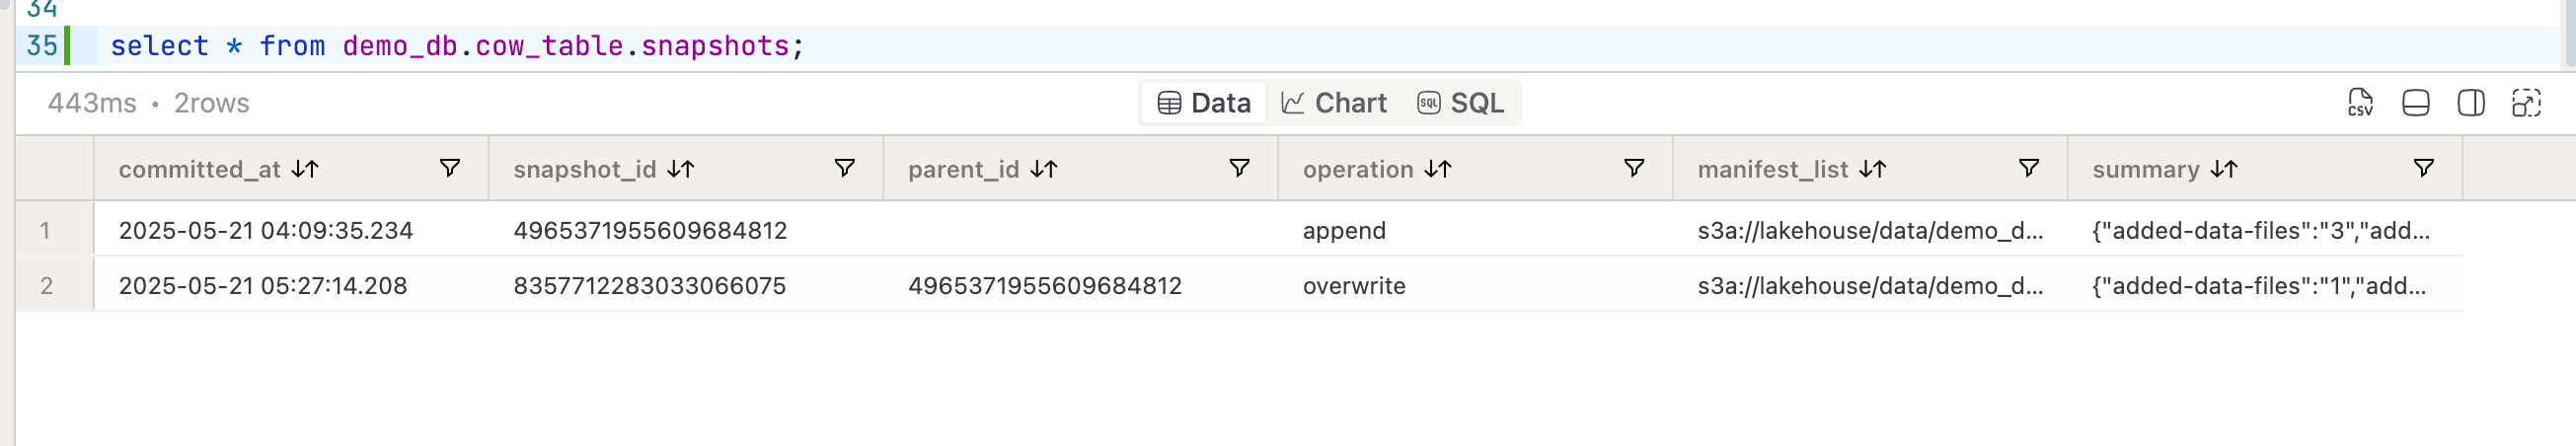 34
35 select * from demo_db.cow_table.snapshots;
443ms • 2rows Data Chart SQL SQL CSV
committed_at snapshot_id parent_id operation manifest_list summary
1 2025-05-21 04:09:35.234 4965371955609684812 append s3a://lakehouse/data/demo_d... {"added-data-files":"3","add...
2 2025-05-21 05:27:14.208 8357712283033066075 4965371955609684812 overwrite s3a://lakehouse/data/demo_d... {"added-data-files":"1","add...